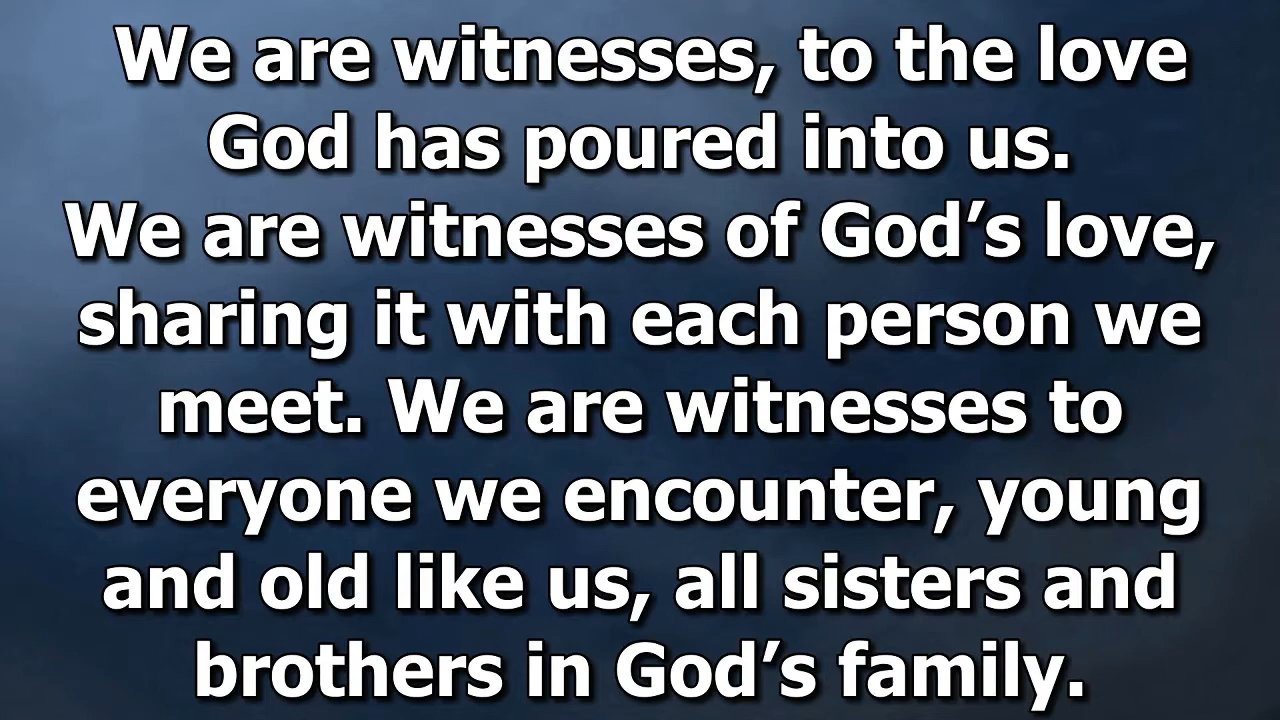 We are witnesses, to the love
God has poured into us.
We are witnesses of God’s love,
sharing it with each person we
meet. We are witnesses to
everyone we encounter, young
and old like us, all sisters and
brothers in God’s family.